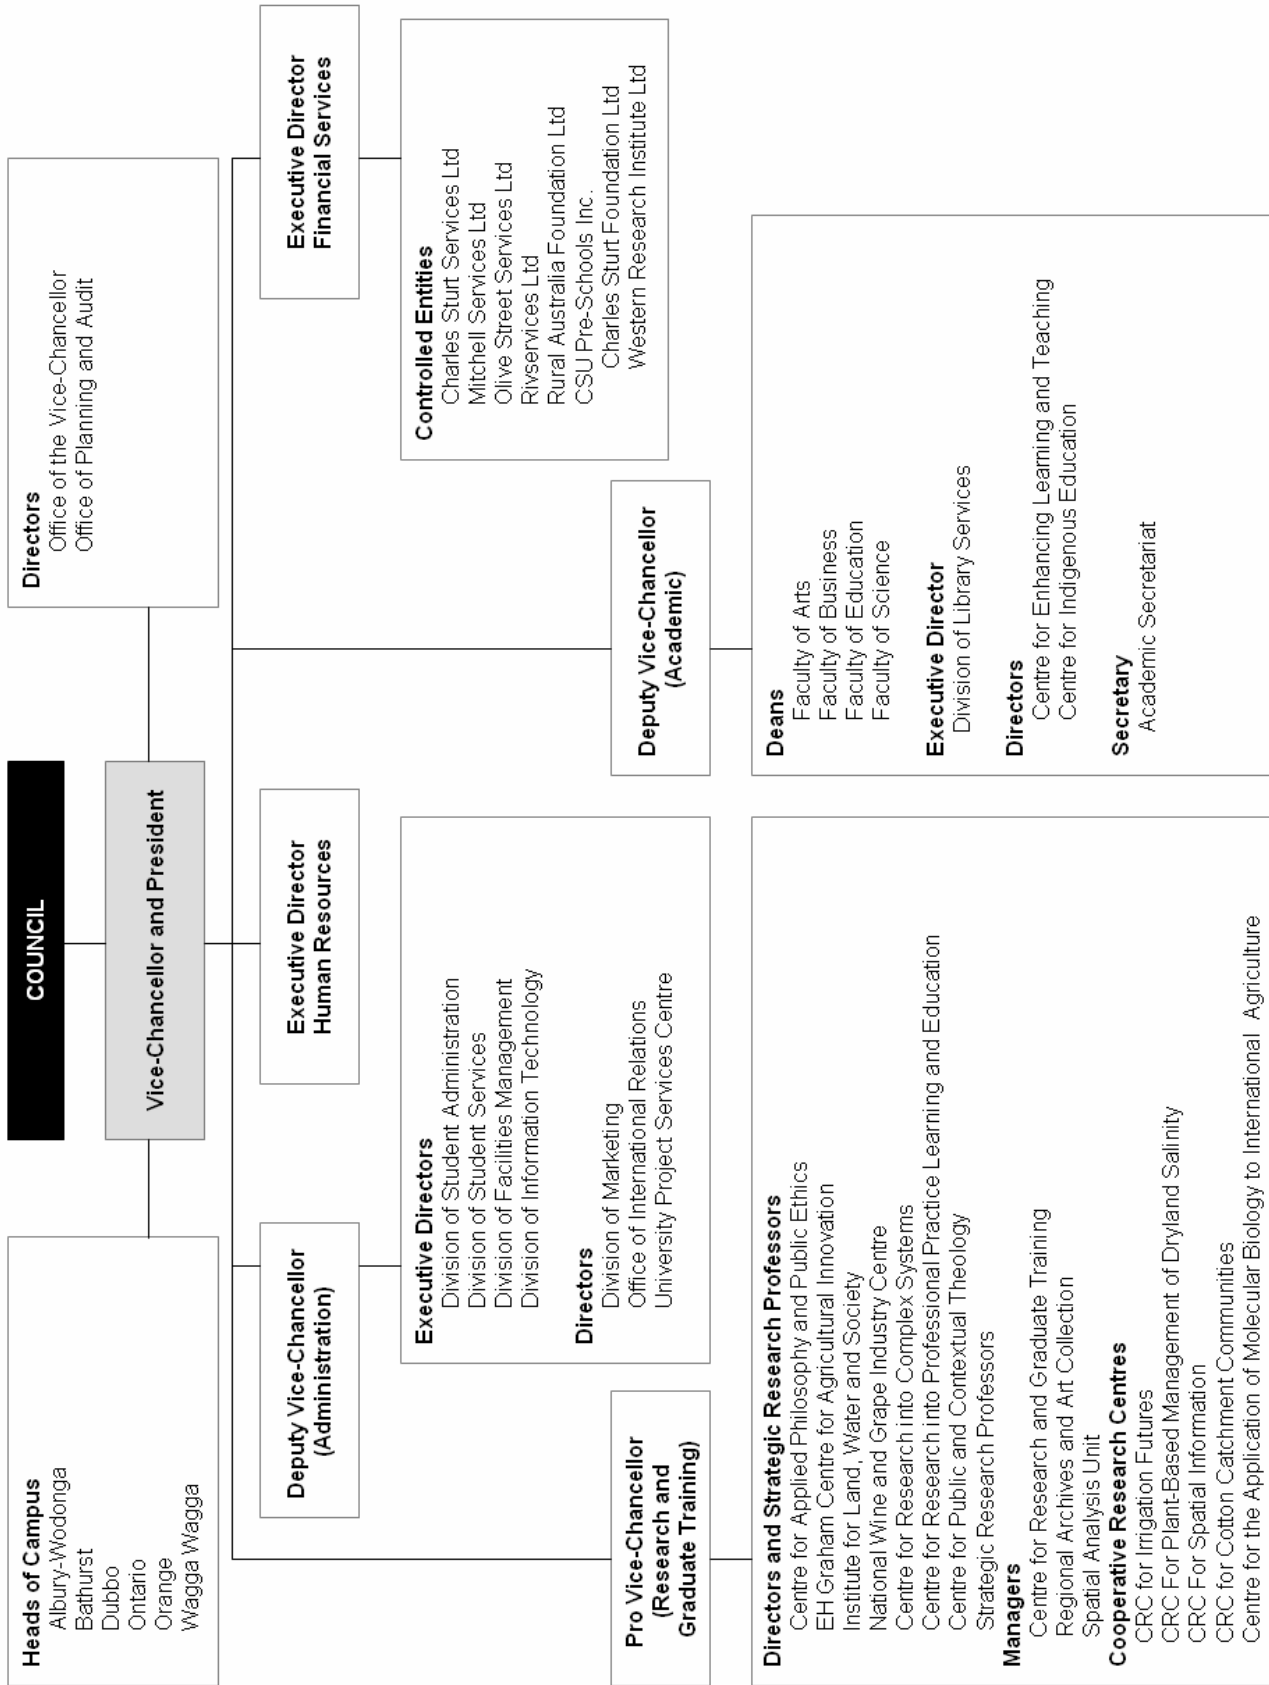 COUNCIL
Vice-Chancellor and President
Heads of Campus
Albury-Wodonga
Bathurst
Dubbo
Ontario
Orange
Wagga Wagga
Directors
Office of the Vice-Chancellor
Office of Planning and Audit
Deputy Vice-Chancellor
(Administration)
Executive Director
Human Resources
Executive Director
Financial Services
Executive Directors
Division of Student Administration
Division of Student Services
Division of Facilities Management
Division of Information Technology
Directors
Division of Marketing
Office of International Relations
University Project Services Centre
Controlled Entities
Charles Sturt Services Ltd
Mitchell Services Ltd
Olive Street Services Ltd
Rivservices Ltd
Rural Australia Foundation Ltd
CSU Pre-Schools Inc.
Charles Sturt Foundation Ltd
Western Research Institute Ltd
Pro Vice-Chancellor
(Research and
Graduate Training)
Deputy Vice-Chancellor
(Academic)
Directors and Strategic Research Professors
Centre for Applied Philosophy and Public Ethics
EH Graham Centre for Agricultural Innovation
Institute for Land, Water and Society
National Wine and Grape Industry Centre
Centre for Research into Complex Systems
Centre for Research into Professional Practice Learning and Education
Centre for Public and Contextual Theology
Strategic Research Professors
Managers
Centre for Research and Graduate Training
Regional Archives and Art Collection
Spatial Analysis Unit
Cooperative Research Centres
CRC for Irrigation Futures
CRC For Plant-Based Management of Dryland Salinity
CRC For Spatial Information
CRC for Cotton Catchment Communities
Centre for the Application of Molecular Biology to International Agriculture
Deans
Faculty of Arts
Faculty of Business
Faculty of Education
Faculty of Science
Executive Director
Division of Library Services
Directors
Centre for Enhancing Learning and Teaching
Centre for Indigenous Education
Secretary
Academic Secretariat